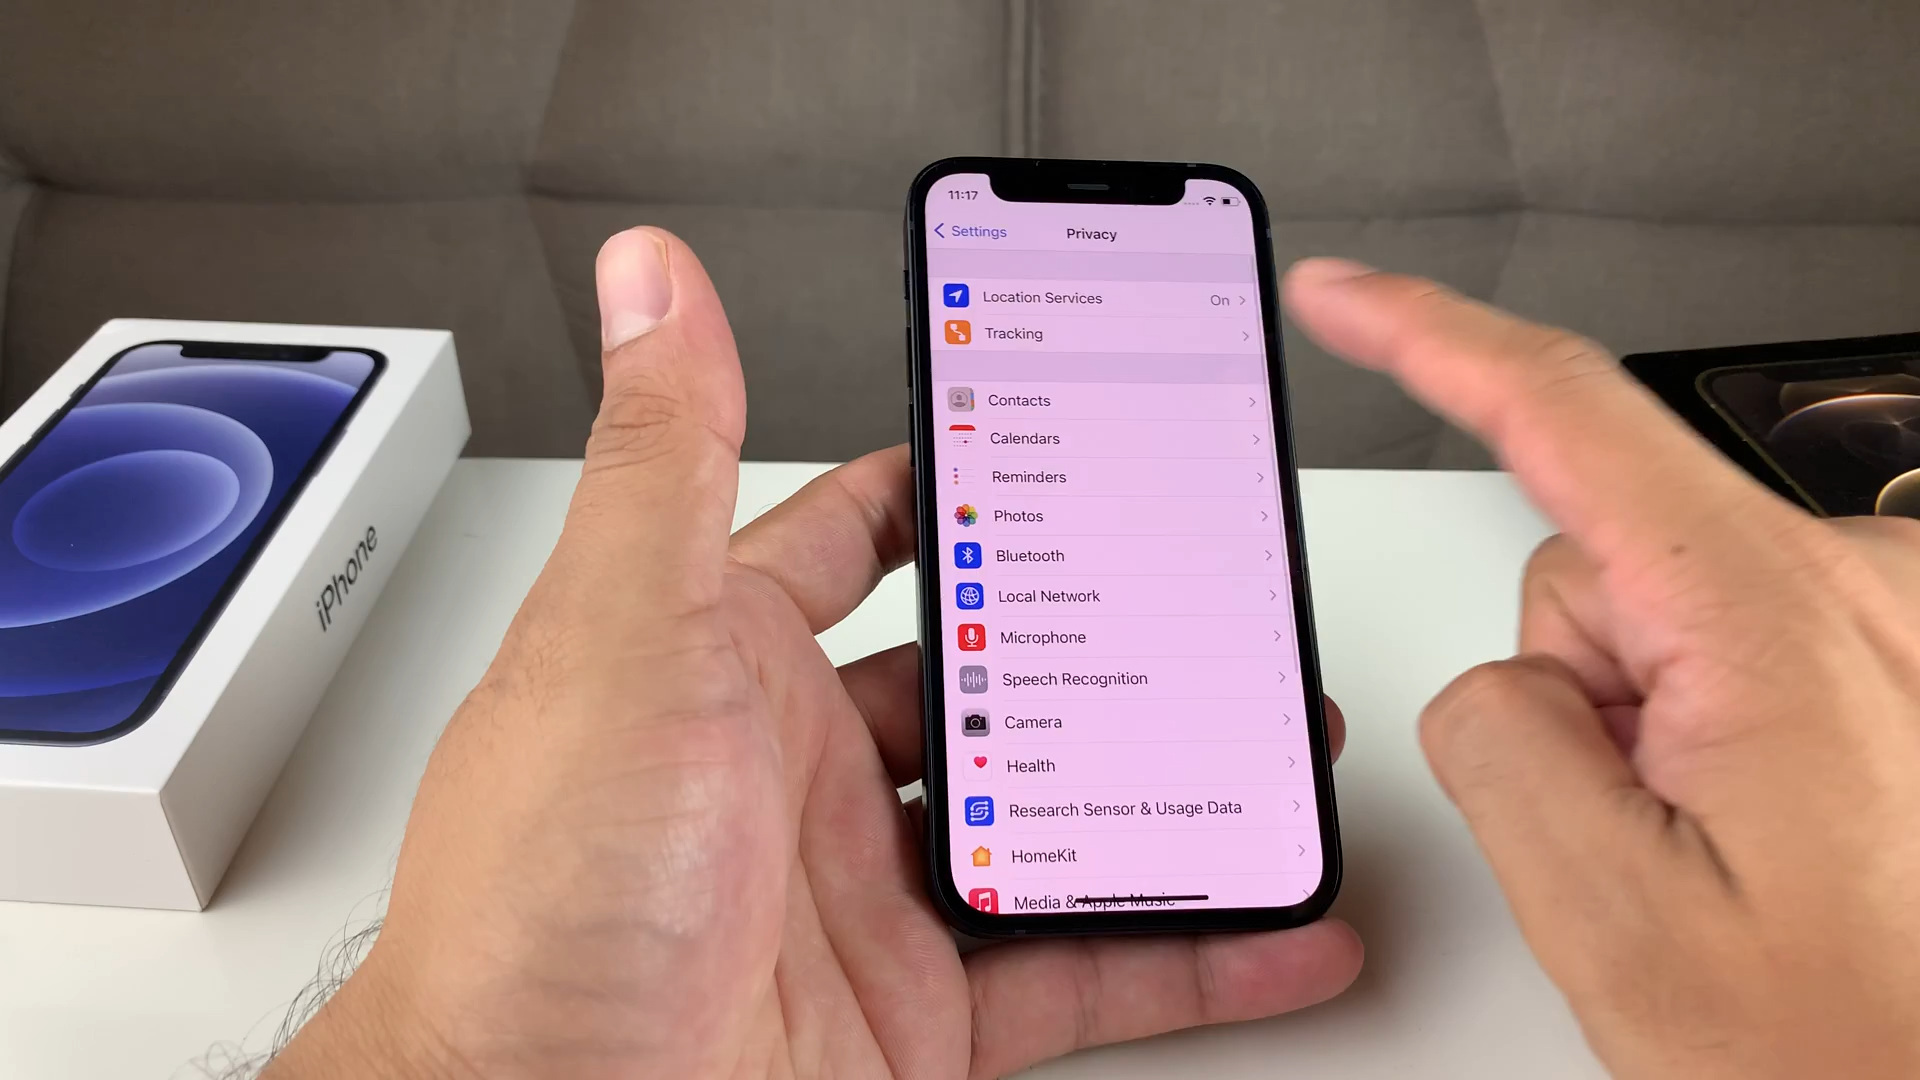 iPhone
11:17
Settings
Privacy
Location Services On
Tracking
Contacts
Calendars
Reminders
Photos
Bluetooth
Local Network
Microphone
Speech Recognition
Camera
Health
Research Sensor & Usage Data
HomeKit
Media & Apple Music